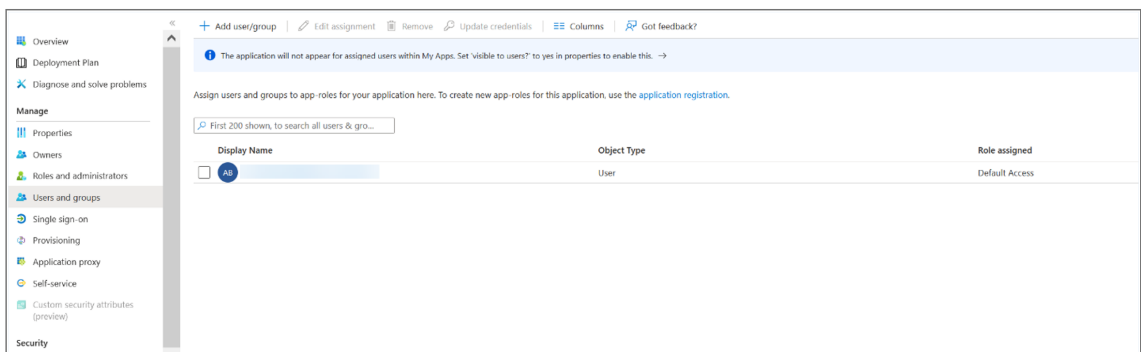 Overview
Deployment Plan
Diagnose and solve problems
Manage
Properties
Owners
Roles and administrators
Users and groups
Single sign-on
Provisioning
Application proxy
Self-service
Custom security attributes
(preview)
Security
Add user/group Edit assignment Remove Update credentials Columns Got feedback?
The application will not appear for assigned users within My Apps. Set 'visible to users?' to yes in properties to enable this. →
Assign users and groups to app-roles for your application here. To create new app-roles for this application, use the application registration.
First 200 shown, to search all users & gro...
Display Name Object Type Role assigned
AB User Default Access